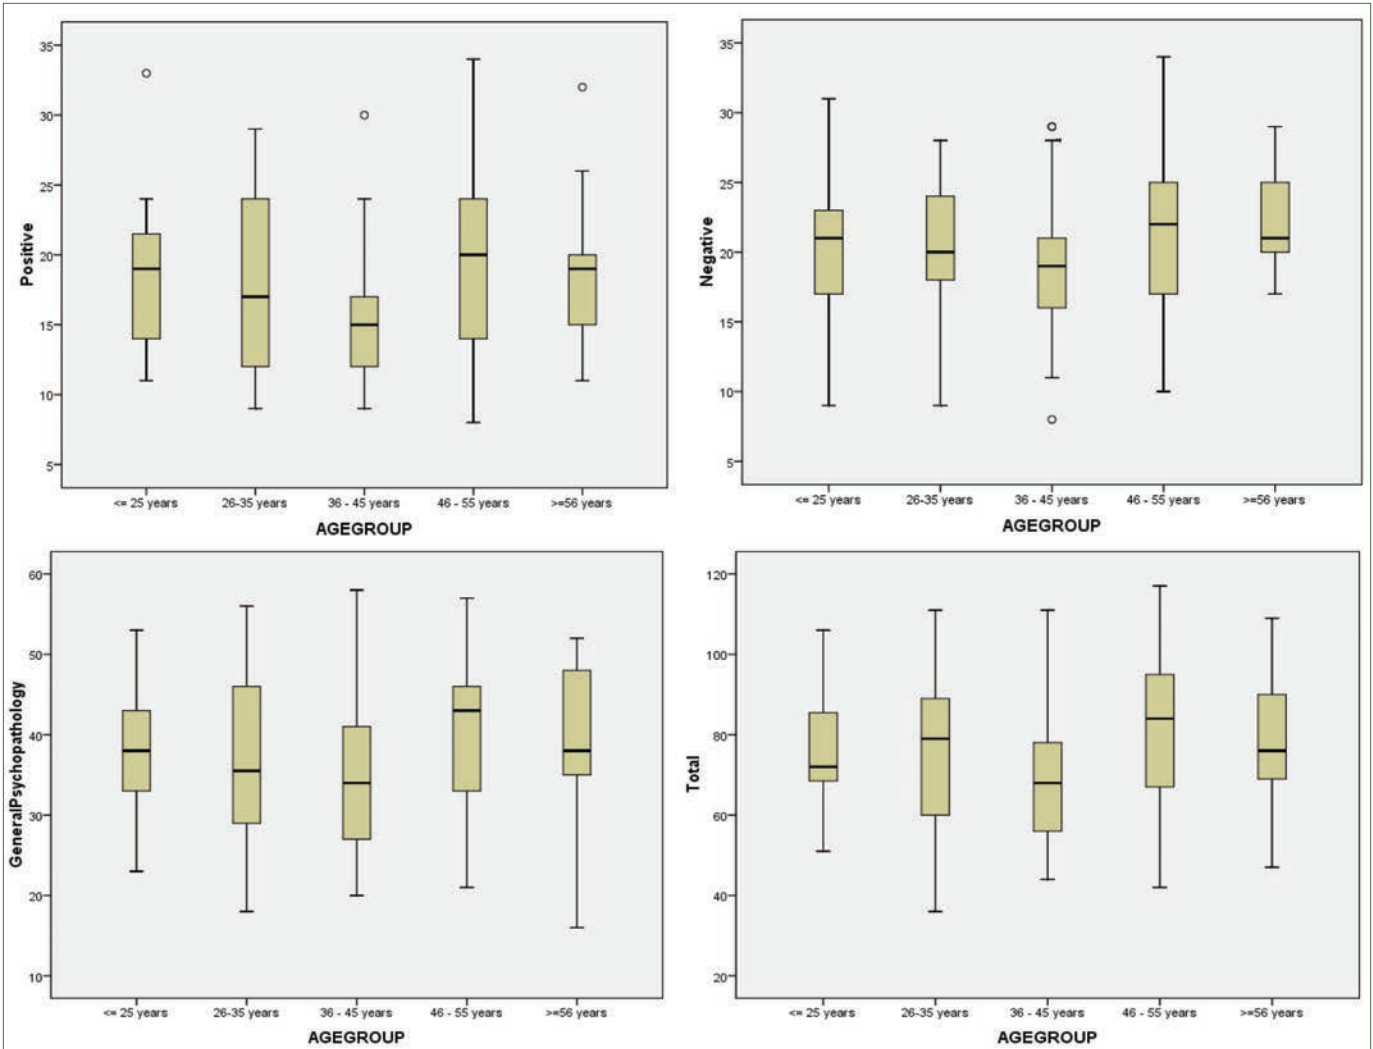 Positive
35
30
25
20
15
10
5
<= 25 years 26-35 years 36 - 45 years 46 - 55 years >=56 years
AGEGROUP
Negative
35
30
25
20
15
10
5
<= 25 years 26-35 years 36 - 45 years 46 - 55 years >=56 years
AGEGROUP
GeneralPsychopathology
60
50
40
30
20
10
<= 25 years 26-35 years 36 - 45 years 46 - 55 years >=56 years
AGEGROUP
Total
120
100
80
60
40
20
<= 25 years 26-35 years 36 - 45 years 46 - 55 years >=56 years
AGEGROUP